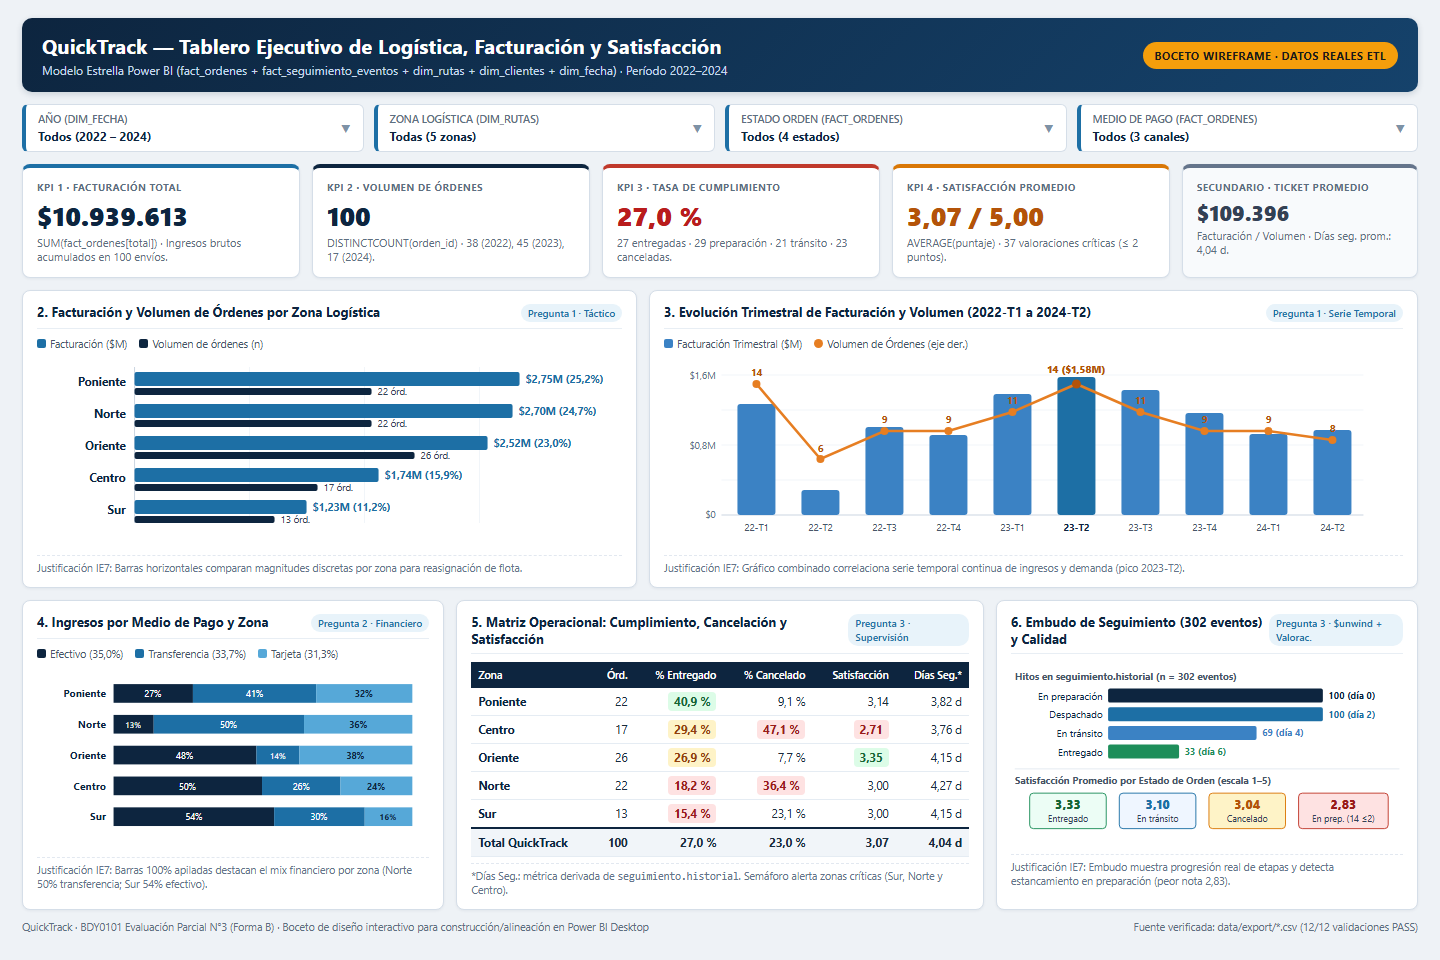 QuickTrack — Tablero Ejecutivo de Logística, Facturación y Satisfacción
Modelo Estrella Power BI (fact_ordenes + fact_seguimiento_eventos + dim_rutas + dim_clientes + dim_fecha) · Período 2022–2024
BOCETO WIREFRAME · DATOS REALES ETL
AÑO (DIM_FECHA)
Todos (2022 – 2024)
ZONA LOGÍSTICA (DIM_RUTAS)
Todas (5 zonas)
ESTADO ORDEN (FACT_ORDENES)
Todos (4 estados)
MEDIO DE PAGO (FACT_ORDENES)
Todos (3 canales)
KPI 1 · FACTURACIÓN TOTAL
$10.939.613
SUM(fact_ordenes[total]) · Ingresos brutos
acumulados en 100 envíos.
KPI 2 · VOLUMEN DE ÓRDENES
100
DISTINCTCOUNT(orden_id) · 38 (2022), 45 (2023),
17 (2024).
KPI 3 · TASA DE CUMPLIMIENTO
27,0 %
27 entregadas · 29 preparación · 21 tránsito · 23
canceladas.
KPI 4 · SATISFACCIÓN PROMEDIO
3,07 / 5,00
AVERAGE(puntaje) · 37 valoraciones críticas (≤ 2
puntos).
SECUNDARIO · TICKET PROMEDIO
$109.396
Facturación / Volumen · Días seg. prom.:
4,04 d.
2. Facturación y Volumen de Órdenes por Zona Logística
Pregunta 1 · Táctico
Facturación ($M)
Volumen de órdenes (n)
Poniente
$2,75M (25,2%)
22 órd.
Norte
$2,70M (24,7%)
22 órd.
Oriente
$2,52M (23,0%)
26 órd.
Centro
$1,74M (15,9%)
17 órd.
Sur
$1,23M (11,2%)
13 órd.
Justificación IE7: Barras horizontales comparan magnitudes discretas por zona para reasignación de flota.
3. Evolución Trimestral de Facturación y Volumen (2022-T1 a 2024-T2)
Pregunta 1 · Serie Temporal
Facturación Trimestral ($M)
Volumen de Órdenes (eje der.)
$1,6M
$0,8M
$0
14
6
9
9
11
14 ($1,58M)
11
9
9
8
22-T1
22-T2
22-T3
22-T4
23-T1
23-T2
23-T3
23-T4
24-T1
24-T2
Justificación IE7: Gráfico combinado correlaciona serie temporal continua de ingresos y demanda (pico 2023-T2).
4. Ingresos por Medio de Pago y Zona
Pregunta 2 · Financiero
Efectivo (35,0%)
Transferencia (33,7%)
Tarjeta (31,3%)
Poniente 27% 41% 32%
Norte 13% 50% 36%
Oriente 48% 14% 38%
Centro 50% 26% 24%
Sur 54% 30% 16%
Justificación IE7: Barras 100% apiladas destacan el mix financiero por zona (Norte
50% transferencia; Sur 54% efectivo).
5. Matriz Operacional: Cumplimiento, Cancelación y
Satisfacción
Pregunta 3 ·
Supervisión
Zona Órd. % Entregado % Cancelado Satisfacción Días Seg.*
Poniente 22 40,9 % 9,1 % 3,14 3,82 d
Centro 17 29,4 % 47,1 % 2,71 3,76 d
Oriente 26 26,9 % 7,7 % 3,35 4,15 d
Norte 22 18,2 % 36,4 % 3,00 4,27 d
Sur 13 15,4 % 23,1 % 3,00 4,15 d
Total QuickTrack 100 27,0 % 23,0 % 3,07 4,04 d
*Días Seg.: métrica derivada de seguimiento.historial. Semáforo alerta zonas críticas (Sur, Norte y
Centro).
6. Embudo de Seguimiento (302 eventos)
y Calidad
Pregunta 3 · $unwind +
Valorac.
Hitos en seguimiento.historial (n = 302 eventos)
En preparación 100 (día 0)
Despachado 100 (día 2)
En tránsito 69 (día 4)
Entregado 33 (día 6)
Satisfacción Promedio por Estado de Orden (escala 1–5)
3,33
Entregado
3,10
En tránsito
3,04
Cancelado
2,83
En prep. (14 ≤2)
Justificación IE7: Embudo muestra progresión real de etapas y detecta
estancamiento en preparación (peor nota 2,83).
QuickTrack · BDY0101 Evaluación Parcial N°3 (Forma B) · Boceto de diseño interactivo para construcción/alineación en Power BI Desktop
Fuente verificada: data/export/*.csv (12/12 validaciones PASS)